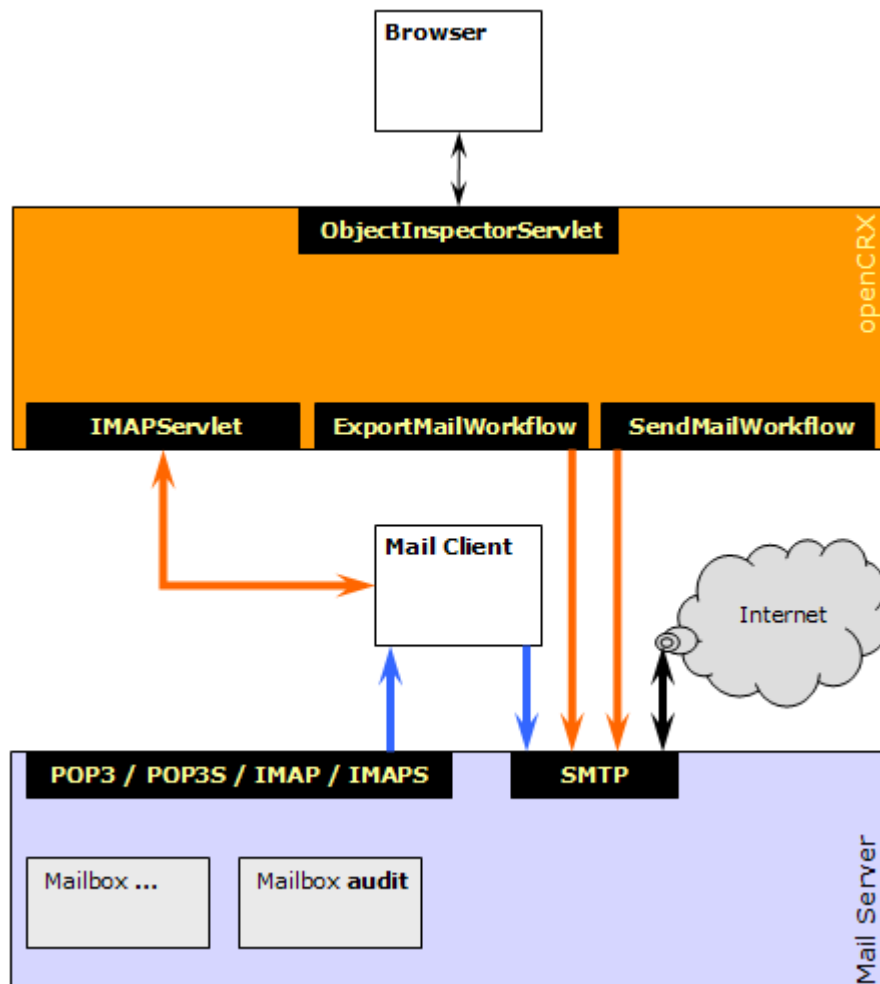 Browser
ObjectInspectorServlet
openCRX
IMAPServlet
ExportMailWorkflow
SendMailWorkflow
Mail Client
Internet
POP3 / POP3S / IMAP / IMAPS
SMTP
Mailbox ...
Mailbox audit
Mail Server